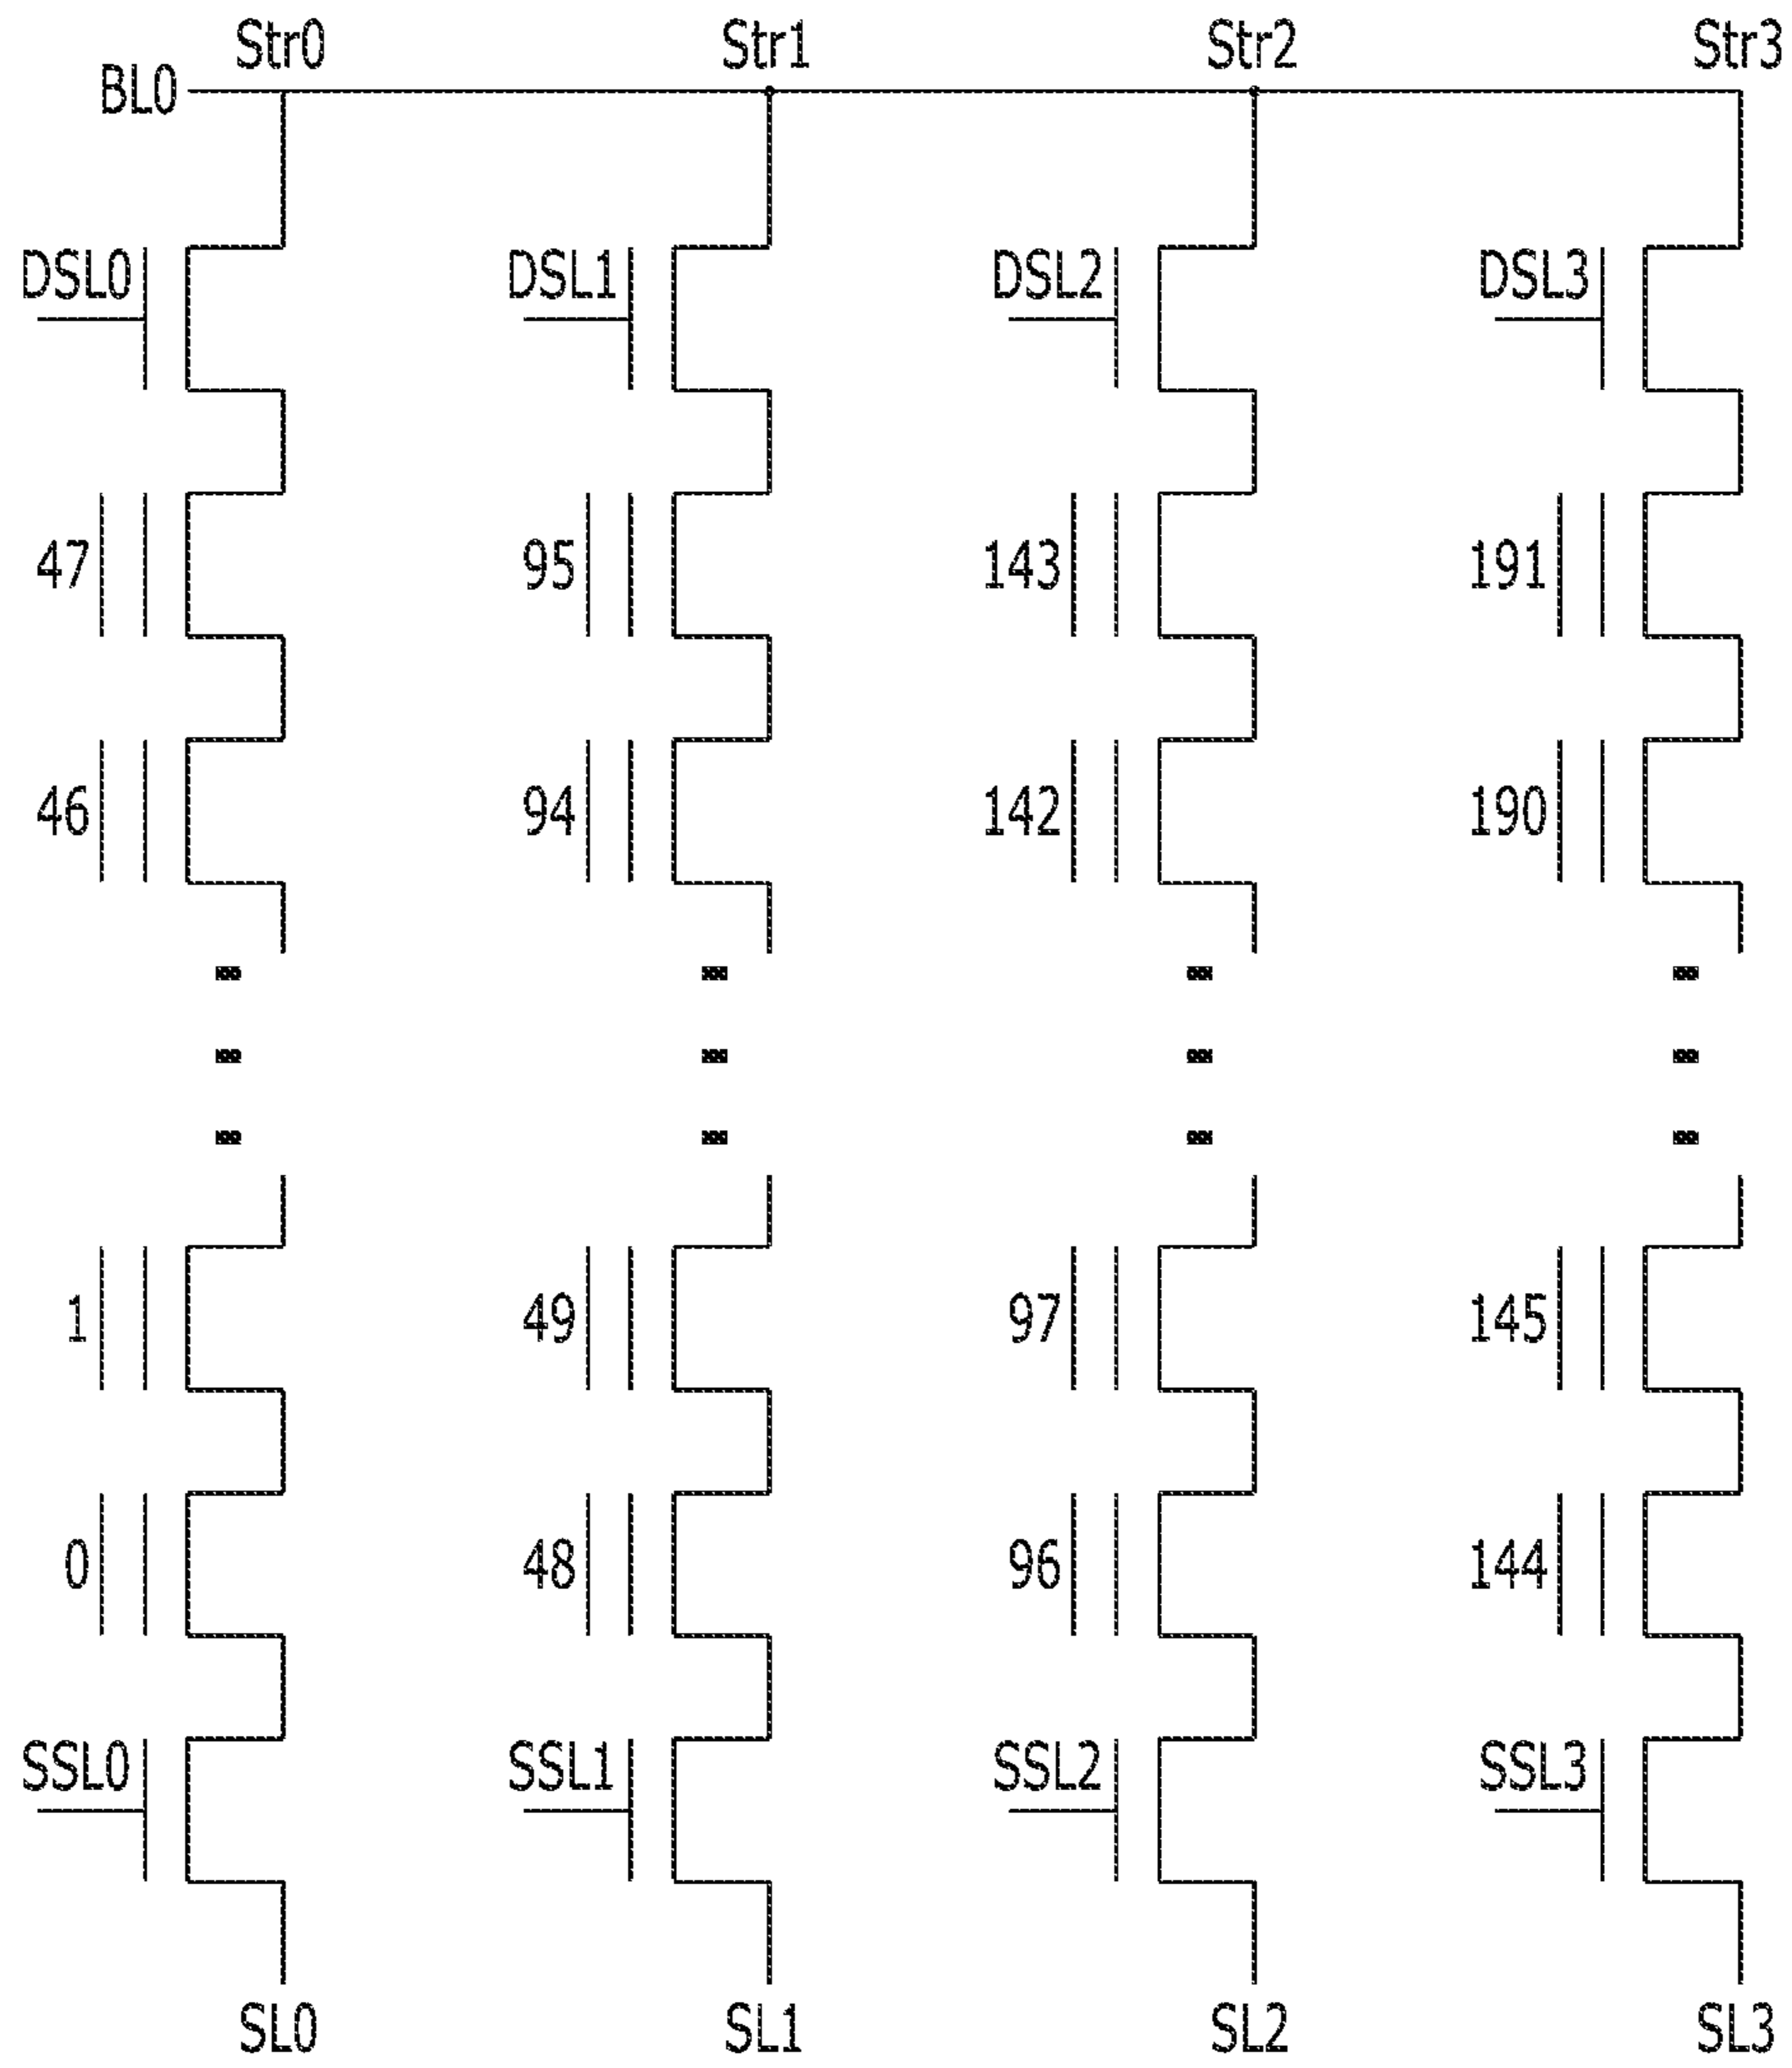 Str0 Str1 Str2 Str3
BL0
DSL0 DSL1 DSL2 DSL3
47 95 143 191
46 94 142 190
1 49 97 145
0 48 96 144
SSL0 SSL1 SSL2 SSL3
SL0 SL1 SL2 SL3